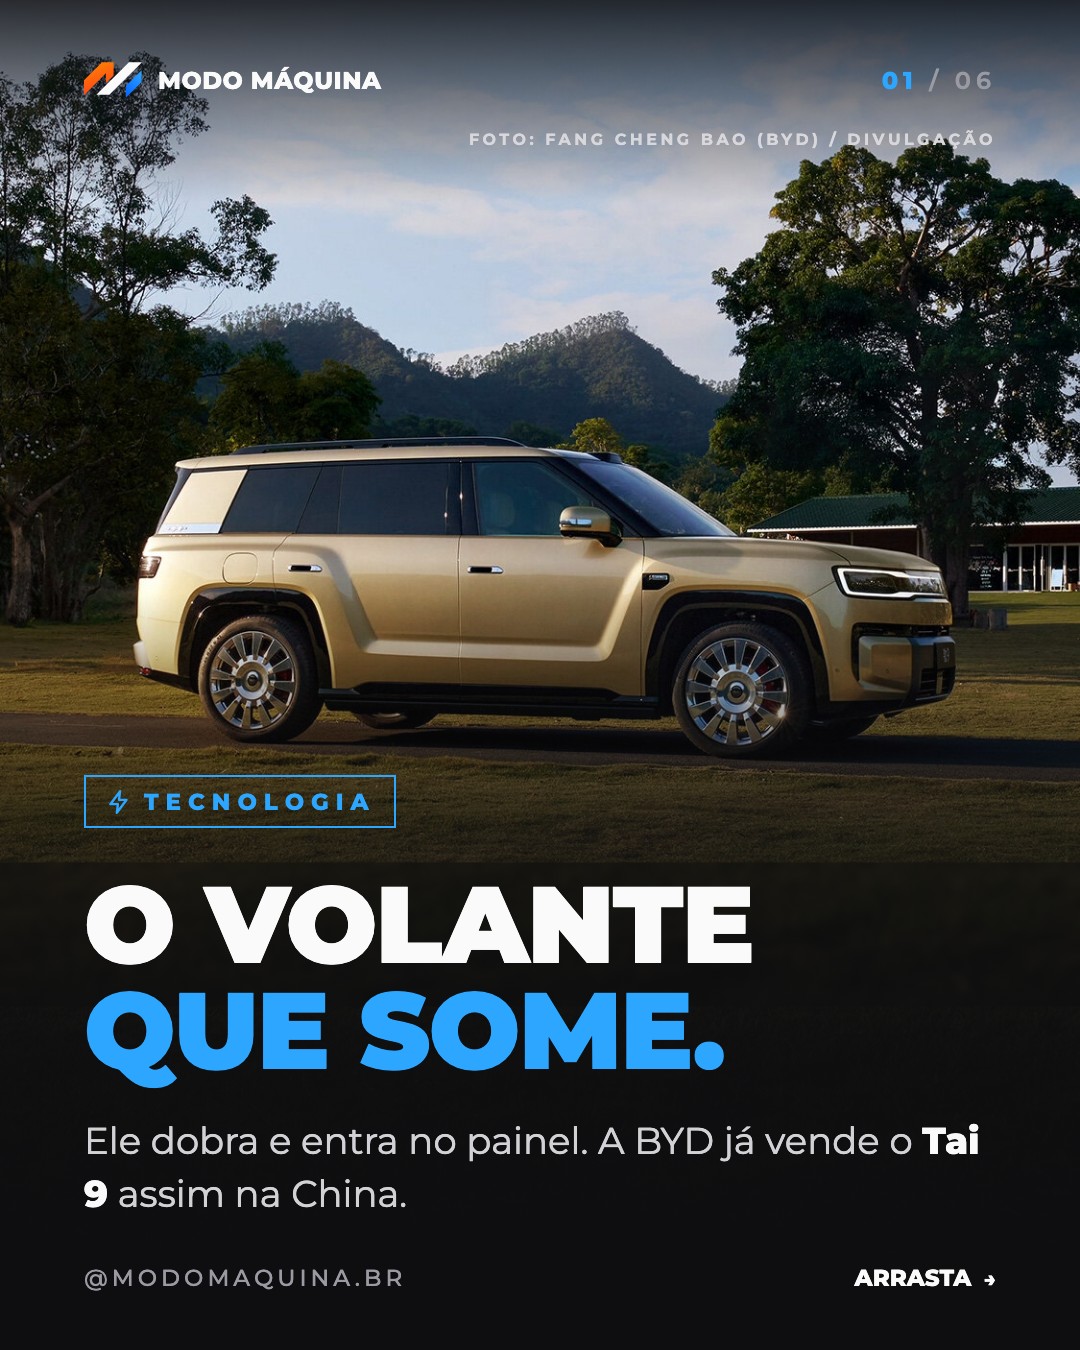 MODO MÁQUINA
01 / 06
FOTO: FANG CHENG BAO (BYD) / DIVULGAÇÃO
TECNOLOGIA
O VOLANTE
QUE SOME.
Ele dobra e entra no painel. A BYD já vende o Tai
9 assim na China.
@MODOMAQUINA.BR
ARRASTA →